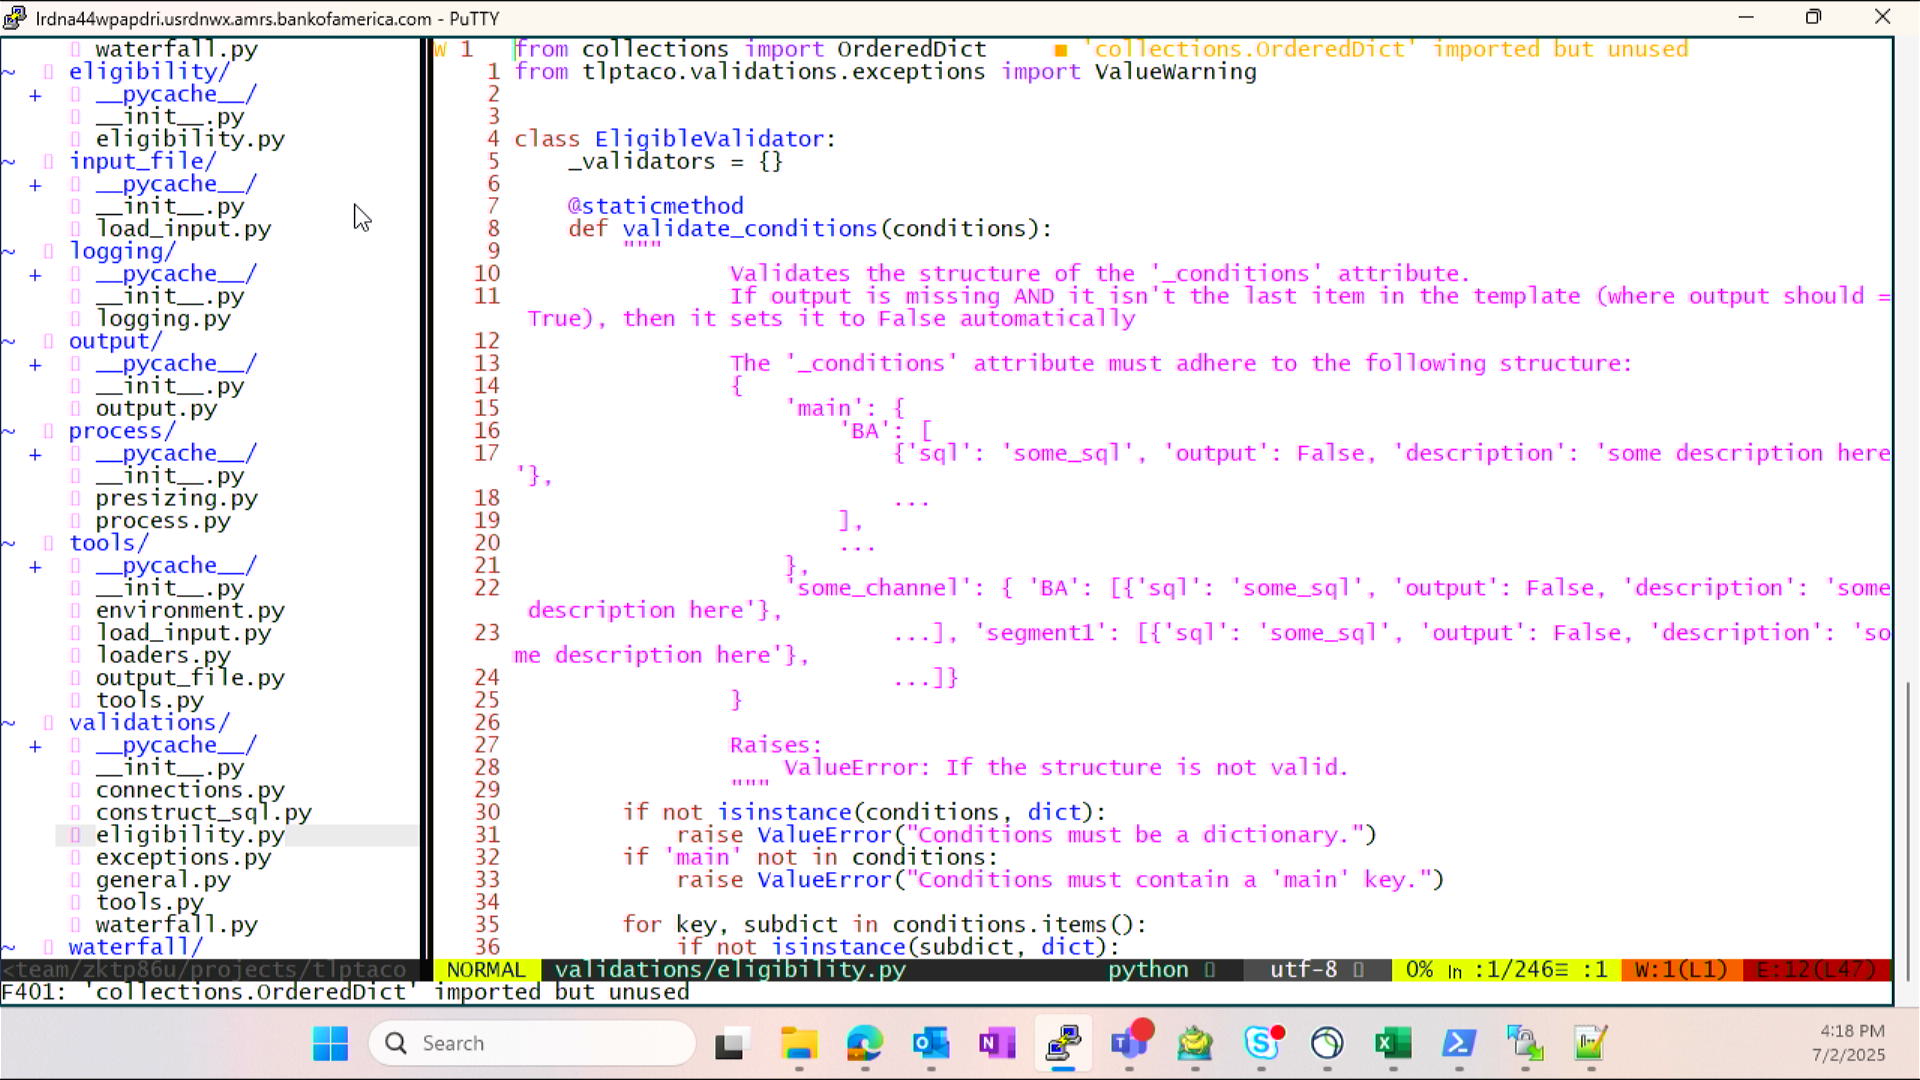 lrdna44wpapdri.usrdnwx.amrs.bankofamerica.com - PuTTY
waterfall.py
~ eligibility/
+ __pycache__/
__init__.py
eligibility.py
~ input_file/
+ __pycache__/
__init__.py
load_input.py
~ logging/
+ __pycache__/
__init__.py
logging.py
~ output/
+ __pycache__/
__init__.py
output.py
~ process/
+ __pycache__/
__init__.py
presizing.py
process.py
~ tools/
+ __pycache__/
__init__.py
environment.py
load_input.py
loaders.py
output_file.py
tools.py
~ validations/
+ __pycache__/
__init__.py
connections.py
construct_sql.py
eligibility.py
exceptions.py
general.py
tools.py
waterfall.py
~ waterfall/
<team/zktp86u/projects/tlptaco
W 1 from collections import OrderedDict ■ 'collections.OrderedDict' imported but unused
1 from tlptaco.validations.exceptions import ValueWarning
2
3
4 class EligibleValidator:
5 _validators = {}
6
7 @staticmethod
8 def validate_conditions(conditions):
9 """
10 Validates the structure of the '_conditions' attribute.
11 If output is missing AND it isn't the last item in the template (where output should =
True), then it sets it to False automatically
12
13 The '_conditions' attribute must adhere to the following structure:
14 {
15 'main': {
16 'BA': [
17 {'sql': 'some_sql', 'output': False, 'description': 'some description here
'},
18 ...
19 ],
20 ...
21 },
22 'some_channel': { 'BA': [{'sql': 'some_sql', 'output': False, 'description': 'some
description here'},
23 ...], 'segment1': [{'sql': 'some_sql', 'output': False, 'description': 'so
me description here'},
24 ...]}
25 }
26
27 Raises:
28 ValueError: If the structure is not valid.
29 """
30 if not isinstance(conditions, dict):
31 raise ValueError("Conditions must be a dictionary.")
32 if 'main' not in conditions:
33 raise ValueError("Conditions must contain a 'main' key.")
34
35 for key, subdict in conditions.items():
36 if not isinstance(subdict, dict):
NORMAL validations/eligibility.py python utf-8 0% ln :1/246≡ :1 W:1(L1) E:12(L47)
F401: 'collections.OrderedDict' imported but unused
Search
4:18 PM
7/2/2025